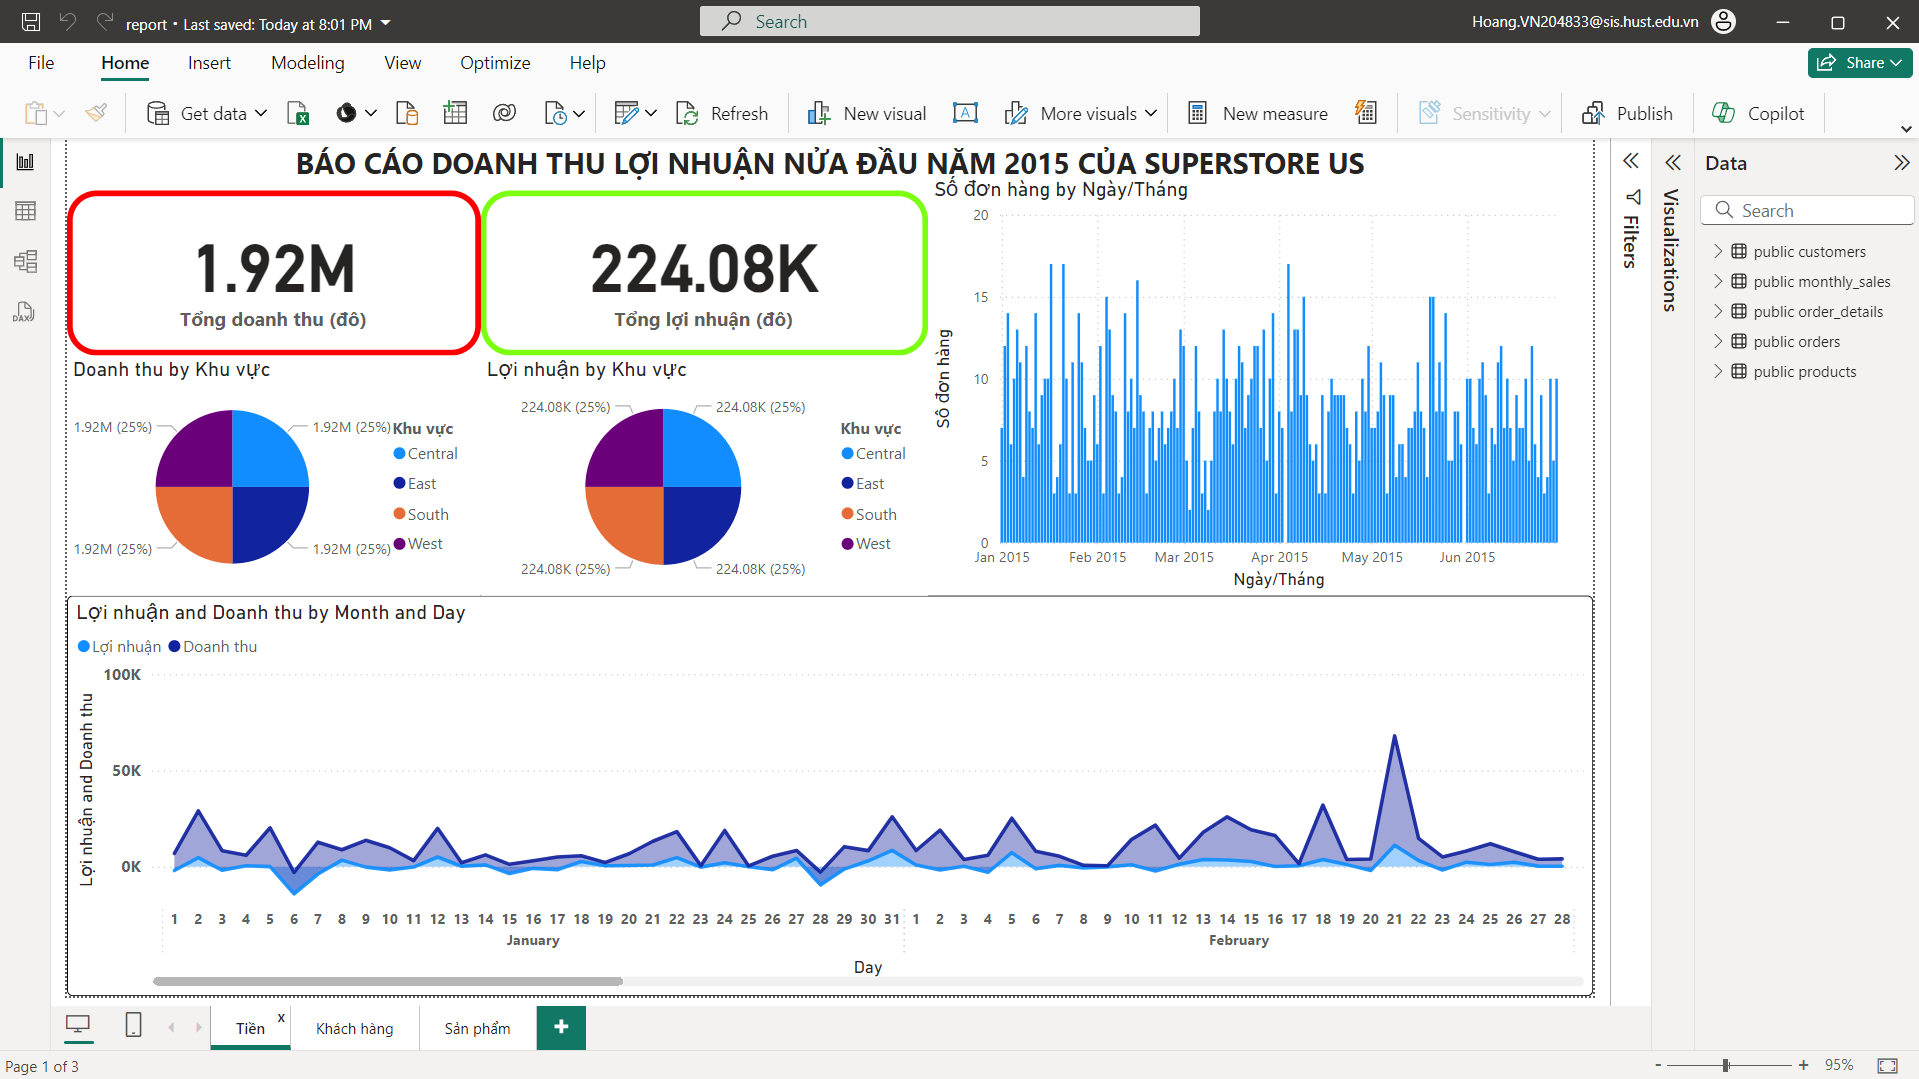 report • Last saved: Today at 8:01 PM
Search
Hoang.VN204833@sis.hust.edu.vn
File Home Insert Modeling View Optimize Help
Share
Get data
Refresh
New visual
More visuals
New measure
Sensitivity
Publish
Copilot
DAX
BÁO CÁO DOANH THU LỢI NHUẬN NỬA ĐẦU NĂM 2015 CỦA SUPERSTORE US
1.92M
Tổng doanh thu (đô)
224.08K
Tổng lợi nhuận (đô)
Số đơn hàng by Ngày/Tháng
Số đơn hàng
20
15
10
5
0
Jan 2015 Feb 2015 Mar 2015 Apr 2015 May 2015 Jun 2015
Ngày/Tháng
Doanh thu by Khu vực
1.92M (25%) 1.92M (25%)
1.92M (25%) 1.92M (25%)
Khu vực
Central
East
South
West
Lợi nhuận by Khu vực
224.08K (25%) 224.08K (25%)
224.08K (25%) 224.08K (25%)
Khu vực
Central
East
South
West
Lợi nhuận and Doanh thu by Month and Day
Lợi nhuận Doanh thu
Lợi nhuận and Doanh thu
100K
50K
0K
1 2 3 4 5 6 7 8 9 10 11 12 13 14 15 16 17 18 19 20 21 22 23 24 25 26 27 28 29 30 31 1 2 3 4 5 6 7 8 9 10 11 12 13 14 15 16 17 18 19 20 21 22 23 24 25 26 27 28
January February
Day
Filters
Visualizations
Data
Search
public customers
public monthly_sales
public order_details
public orders
public products
Tiền x Khách hàng Sản phẩm +
Page 1 of 3
- + 95%